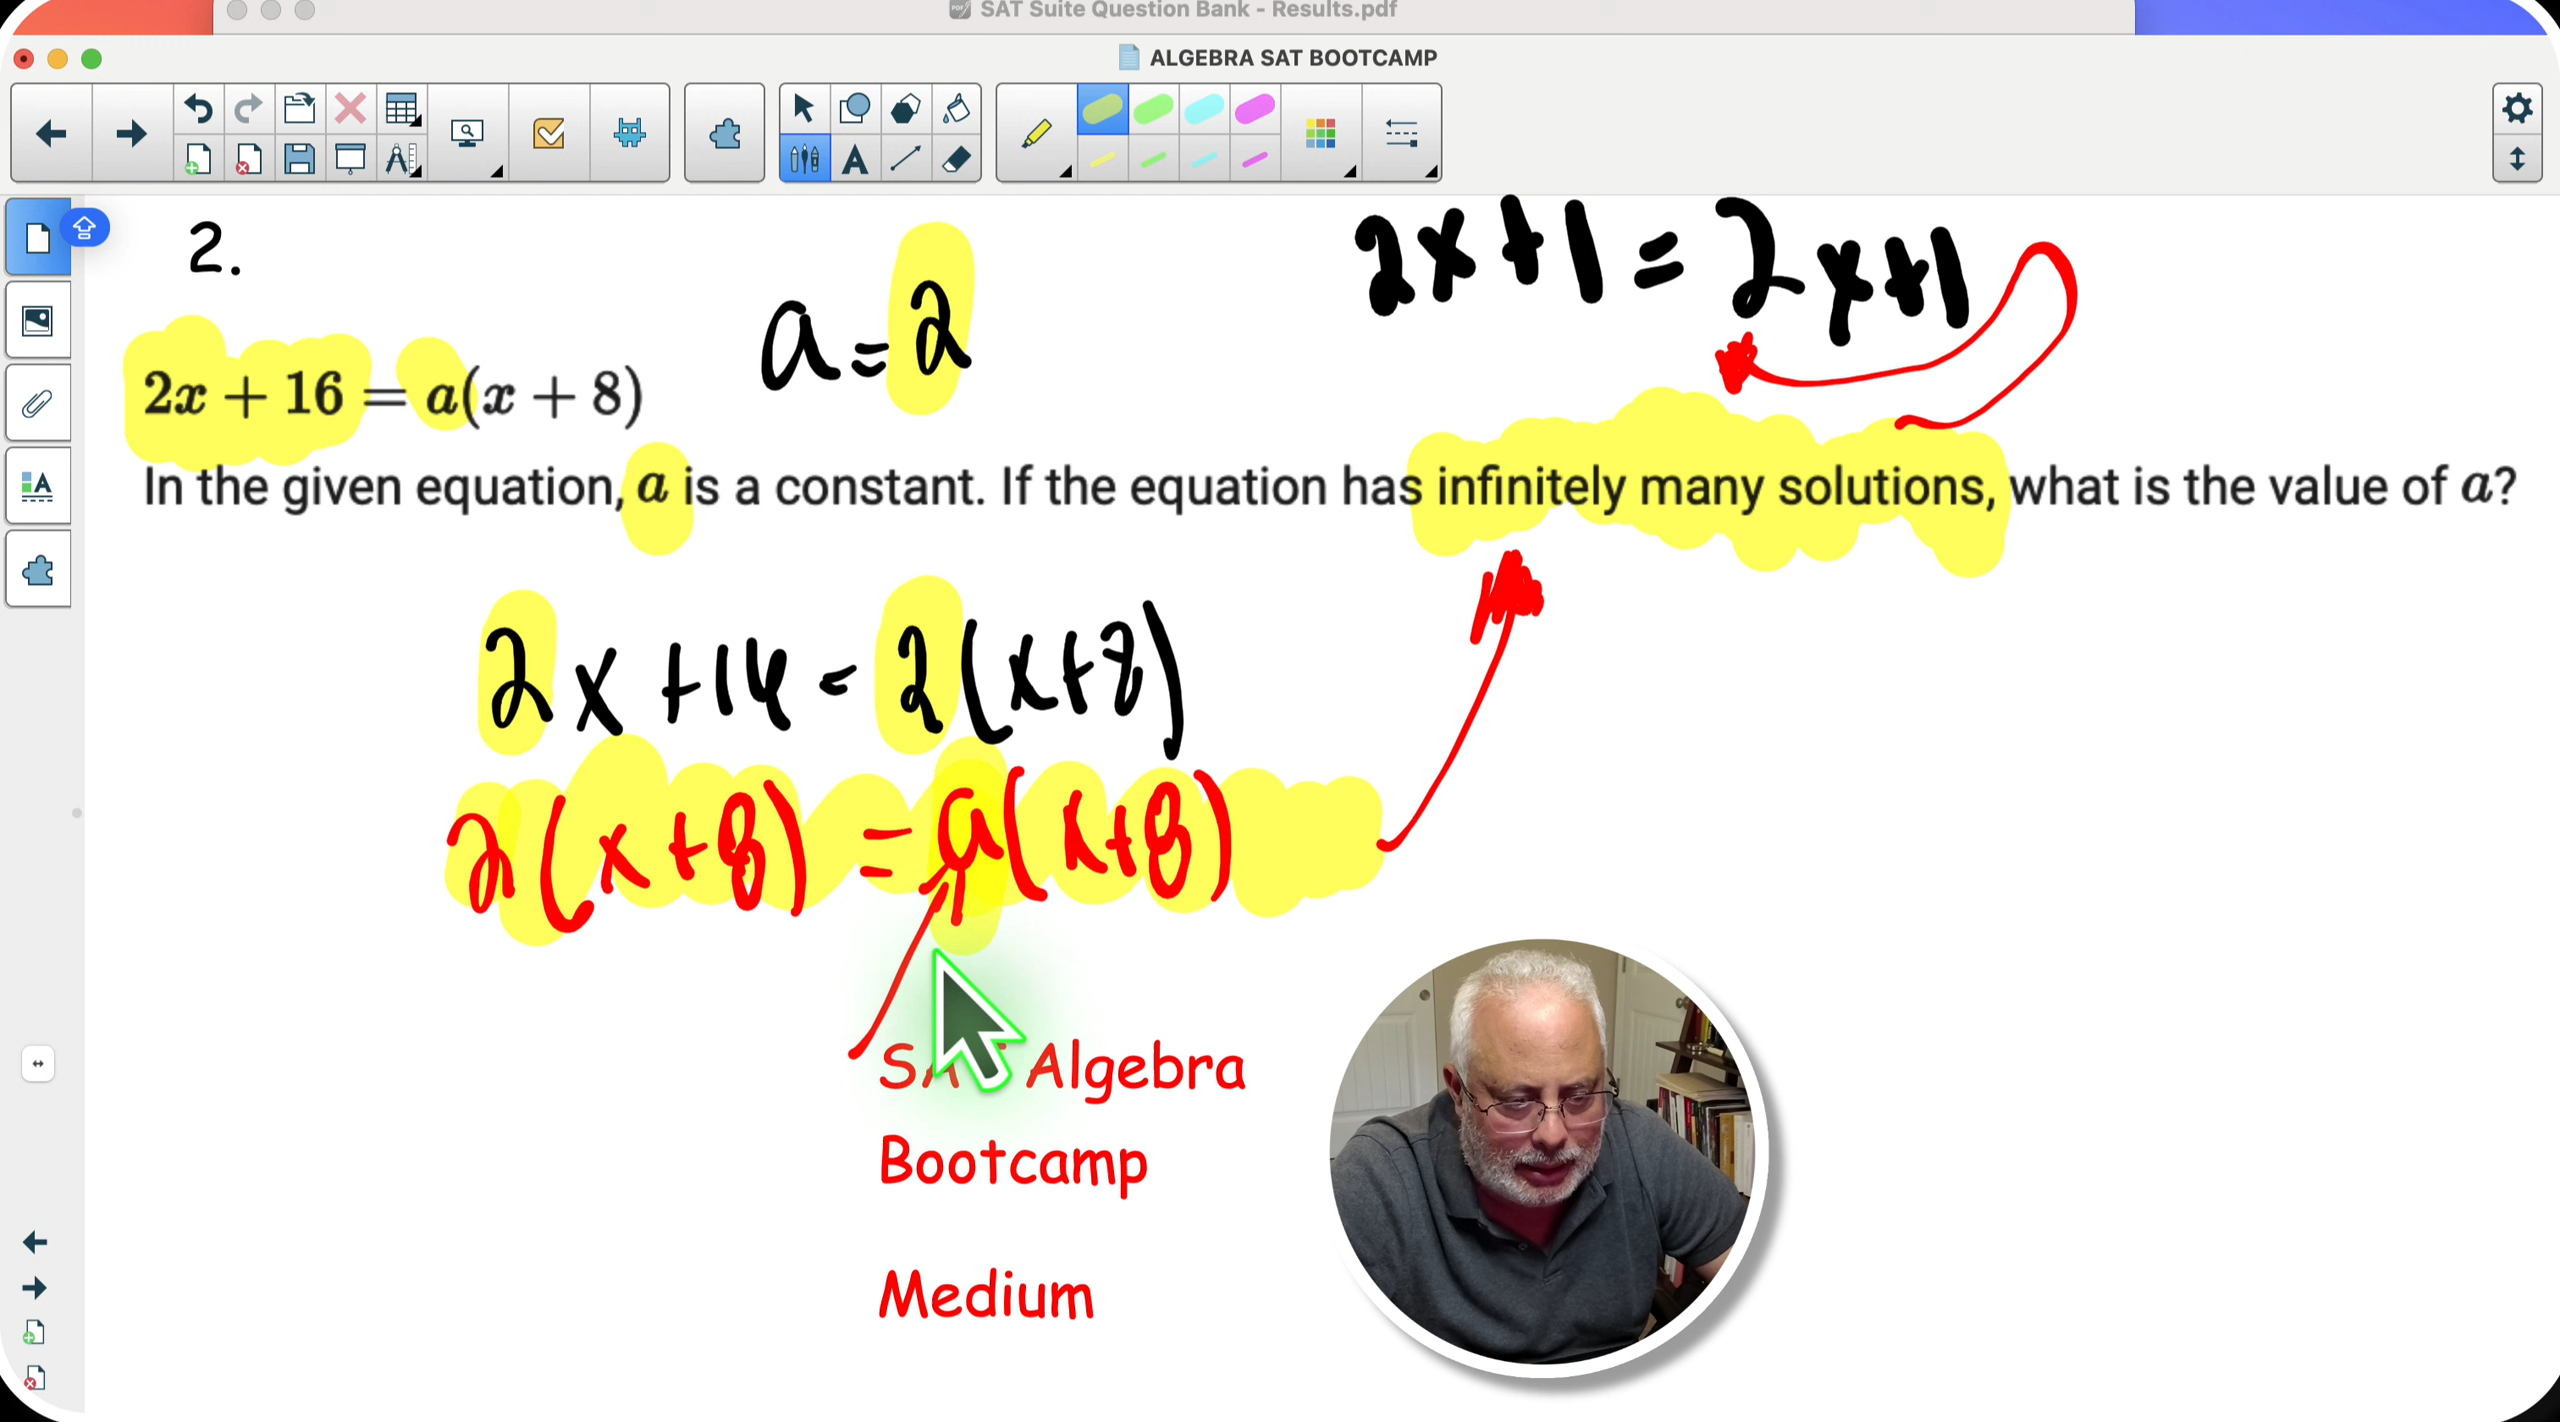 SAT Suite Question Bank - Results.pdf
ALGEBRA SAT BOOTCAMP
2.
a=2
2x+1=2x+1
2x + 16 = a(x + 8)
In the given equation, a is a constant. If the equation has infinitely many solutions, what is the value of a?
2x+16=2(x+8)
2(x+8)=a(x+8)
SAT Algebra
Bootcamp
Medium